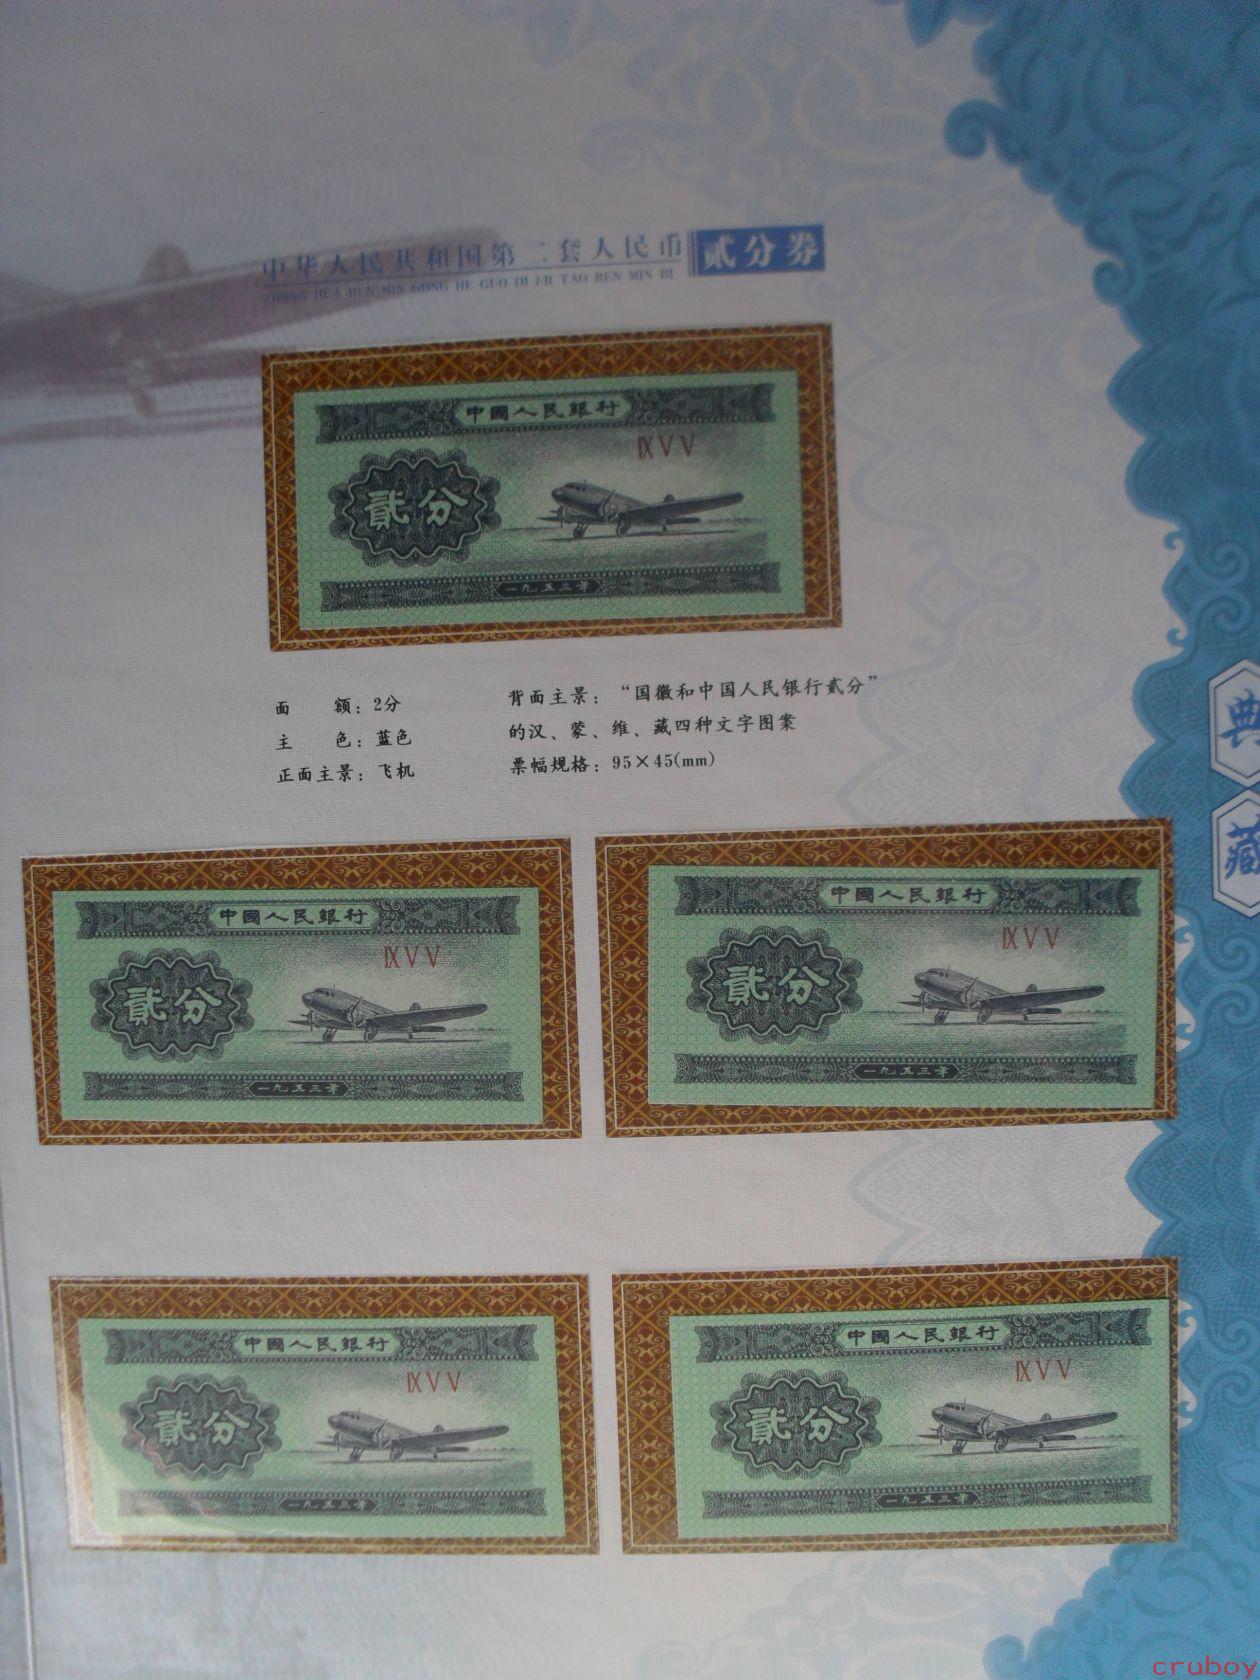 中华人民共和国第二套人民币 贰分券
ZHONG HUA REN MIN GONG HE GUO DI ER TAO REN MIN BI
中國人民銀行
IXVV
貳分
一九五三年
面 额：2分
主 色：蓝色
正面主景：飞机
背面主景：“国徽和中国人民银行贰分”
的汉、蒙、维、藏四种文字图案
票幅规格：95×45(mm)
典
藏
中國人民銀行
IXVV
貳分
一九五三年
中國人民銀行
IXVV
貳分
一九五三年
中國人民銀行
IXVV
貳分
一九五三年
中國人民銀行
IXVV
貳分
一九五三年
cruboy